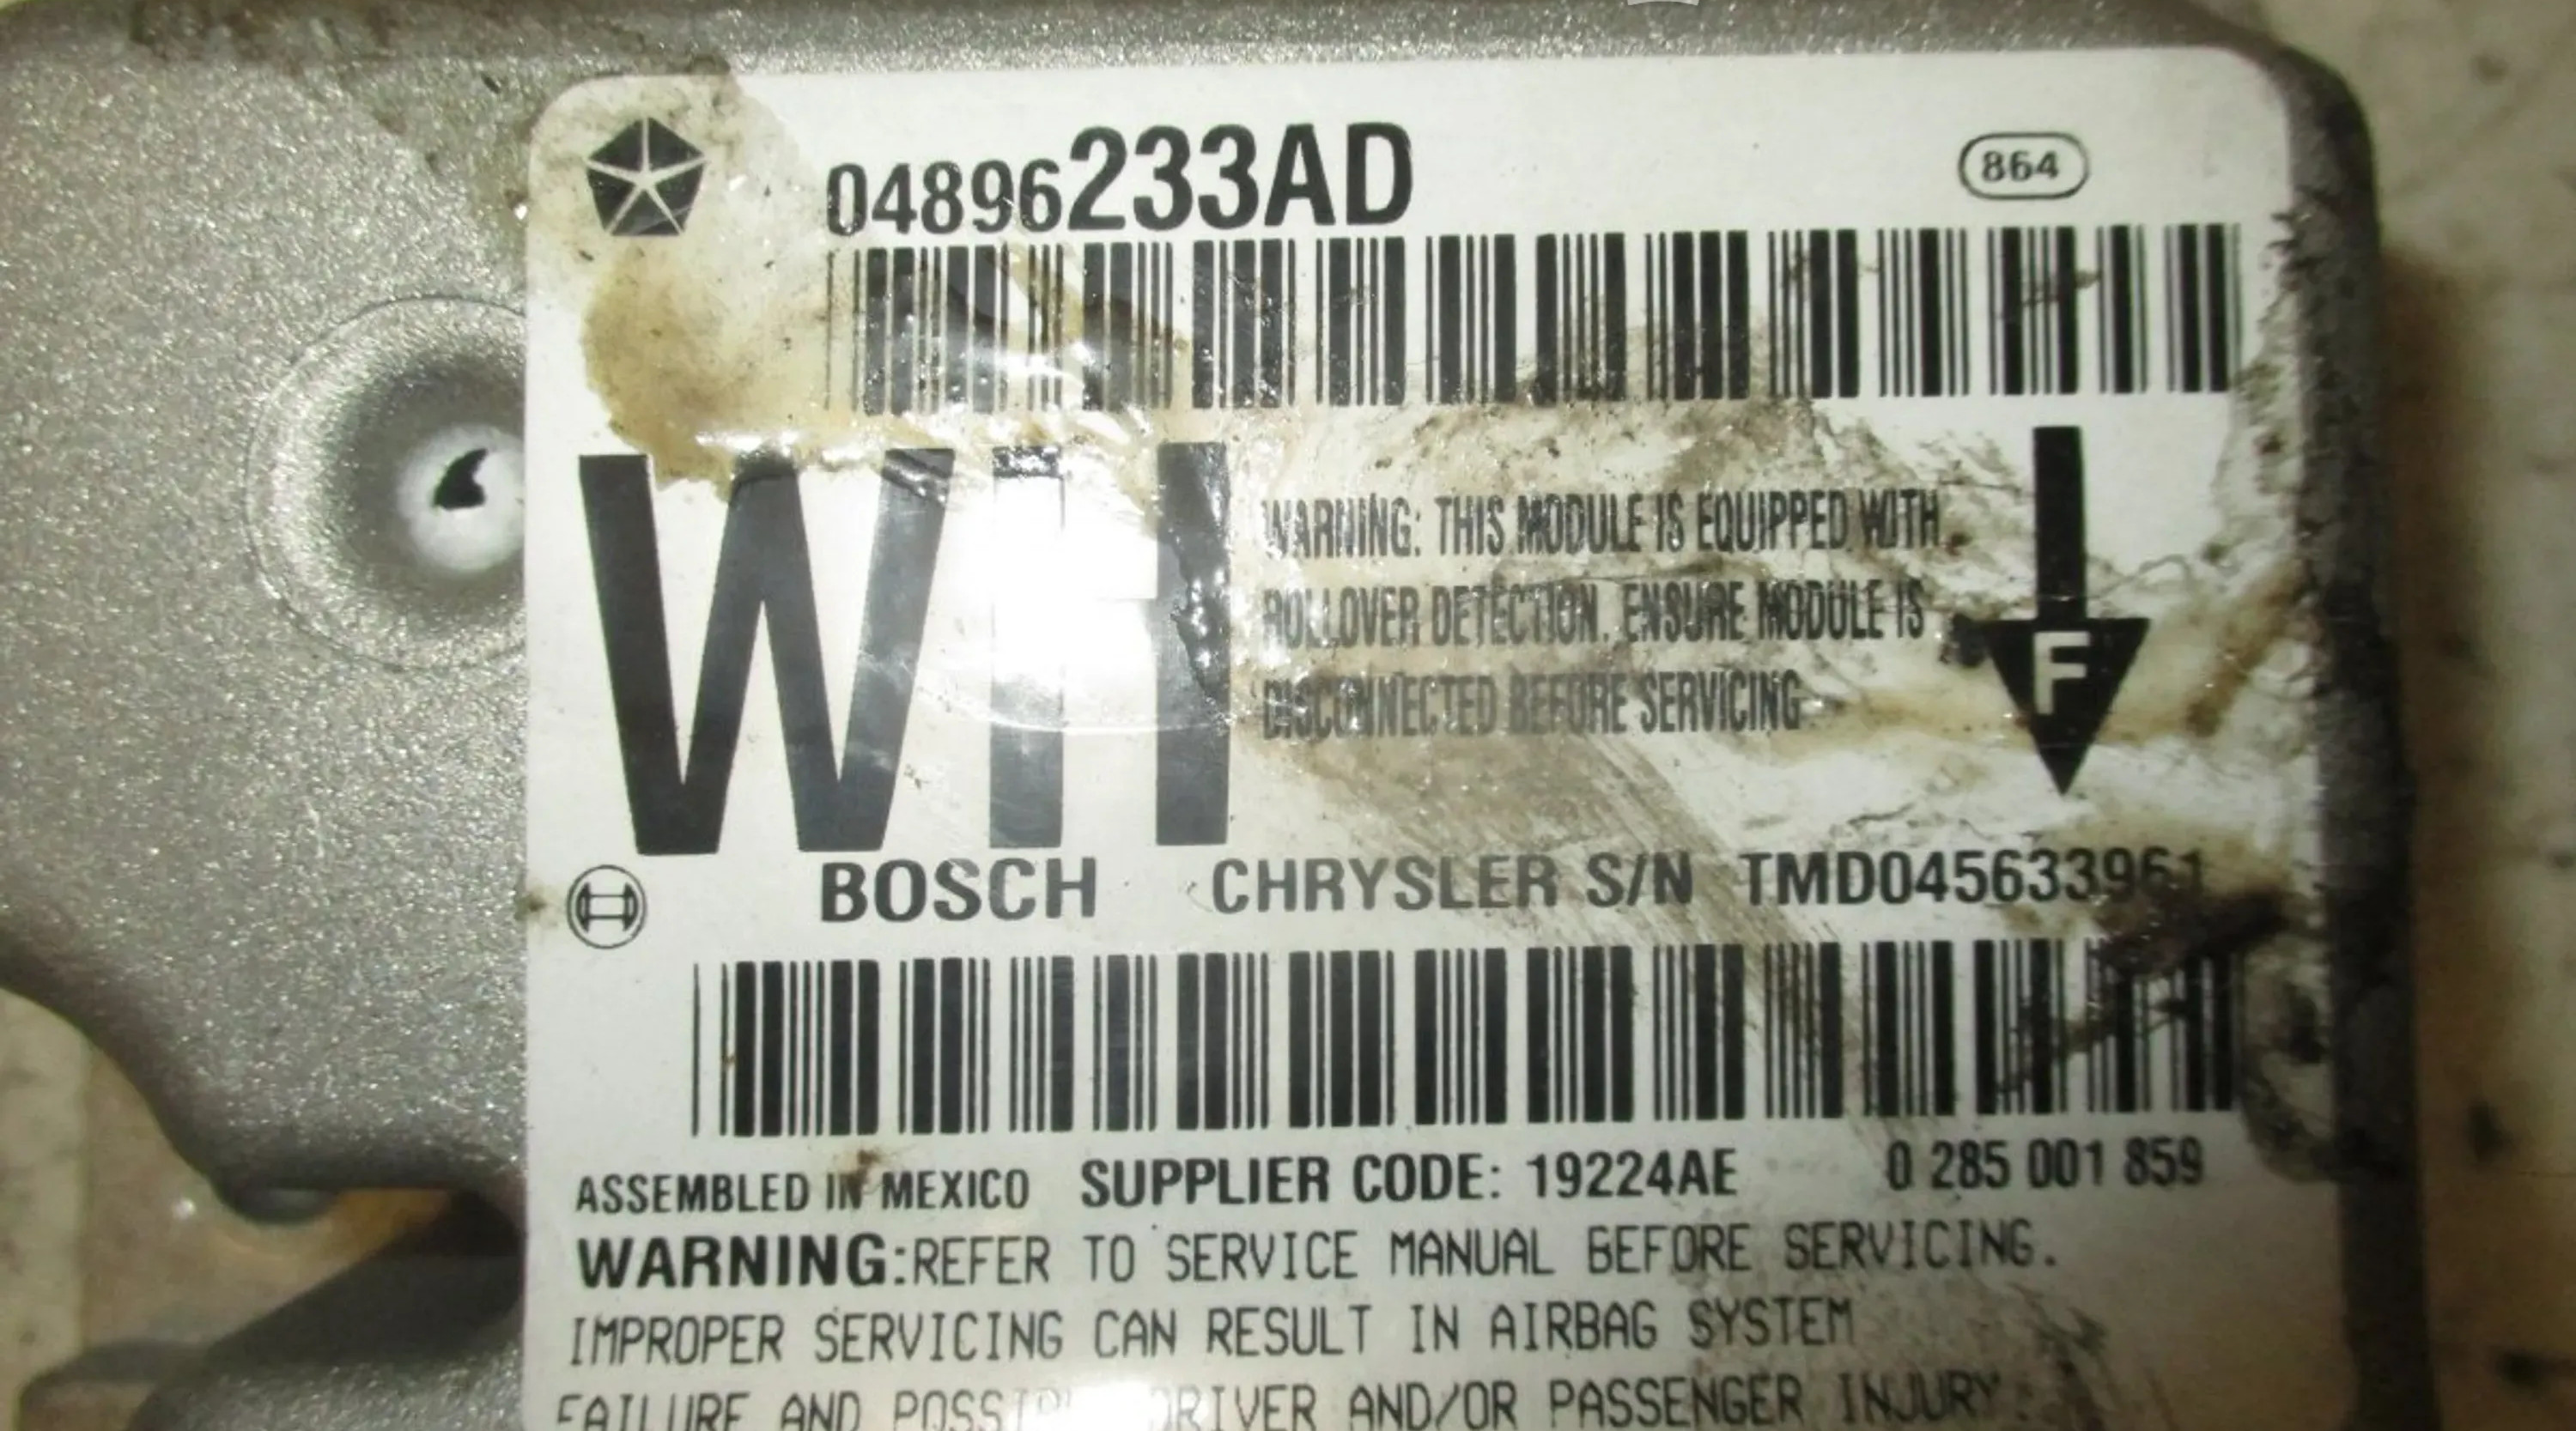 04896233AD
864
WH
WARNING: THIS MODULE IS EQUIPPED WITH
ROLLOVER DETECTION. ENSURE MODULE IS
DISCONNECTED BEFORE SERVICING
F
BOSCH CHRYSLER S/N TMD045633961
ASSEMBLED IN MEXICO SUPPLIER CODE: 19224AE 0 285 001 859
WARNING:REFER TO SERVICE MANUAL BEFORE SERVICING.
IMPROPER SERVICING CAN RESULT IN AIRBAG SYSTEM
FAILURE AND DRIVER AND/OR PASSENGER INJURY.